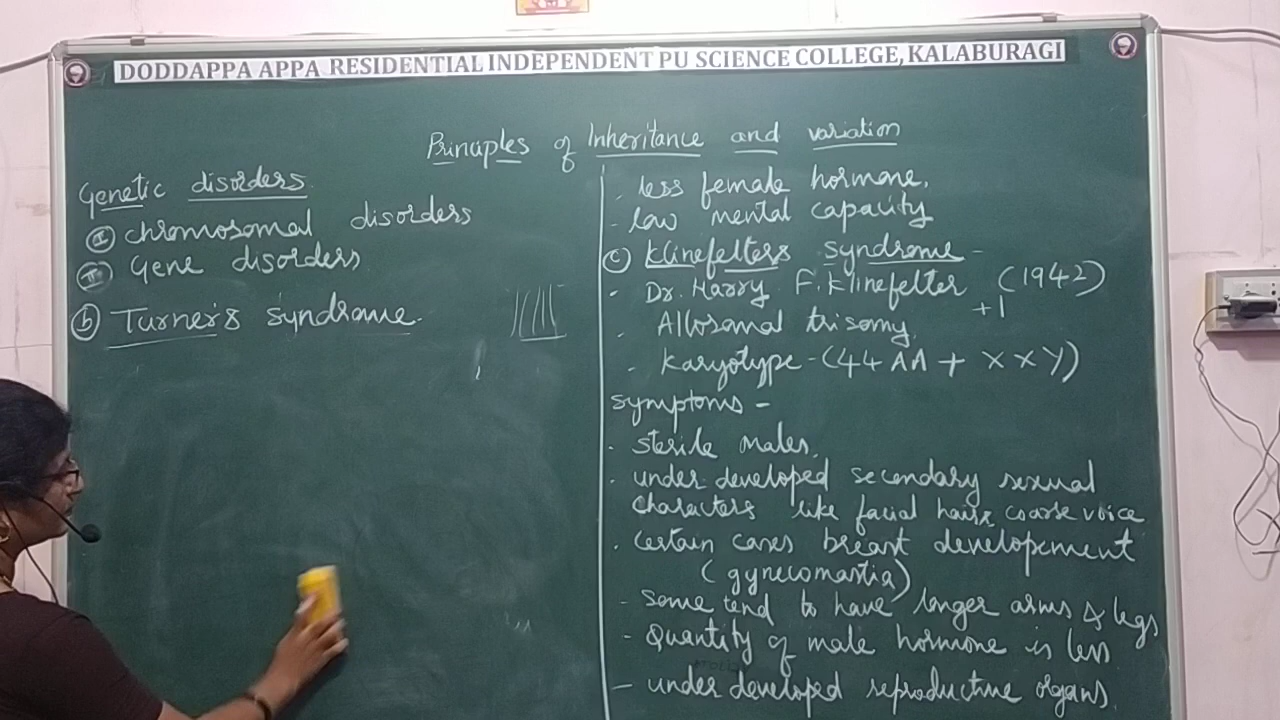 DODDAPPA APPA RESIDENTIAL INDEPENDENT PU SCIENCE COLLEGE, KALABURAGI
Principles of Inheritance and variation
Genetic disorders
I chromosomal disorders
II Gene disorders
b Turner's syndrome.
. less female hormone.
- low mental capacity
c Klinefelters syndrome -
. Dr. Harry F. Klinefelter (1942)
. Allosomal trisomy +1
. Karyotype - (44 AA + XXY)
symptoms -
. sterile males.
. under developed secondary sexual
characters like facial hair & coarse voice
. certain cases breast developement
(gynecomastia)
- some tend to have longer arms & legs
- Quantity of male hormone is less
- under developed reproductive organs.